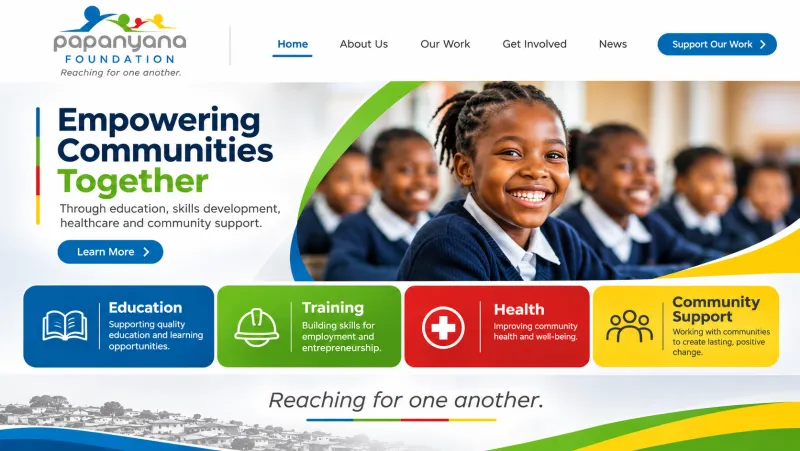 papanyana
FOUNDATION
Reaching for one another.
Home
About Us
Our Work
Get Involved
News
Support Our Work
Empowering
Communities
Together
Through education, skills development,
healthcare and community support.
Learn More
Education
Supporting quality
education and learning
opportunities.
Training
Building skills for
employment and
entrepreneurship.
Health
Improving community
health and well-being.
Community
Support
Working with communities
to create lasting, positive
change.
Reaching for one another.